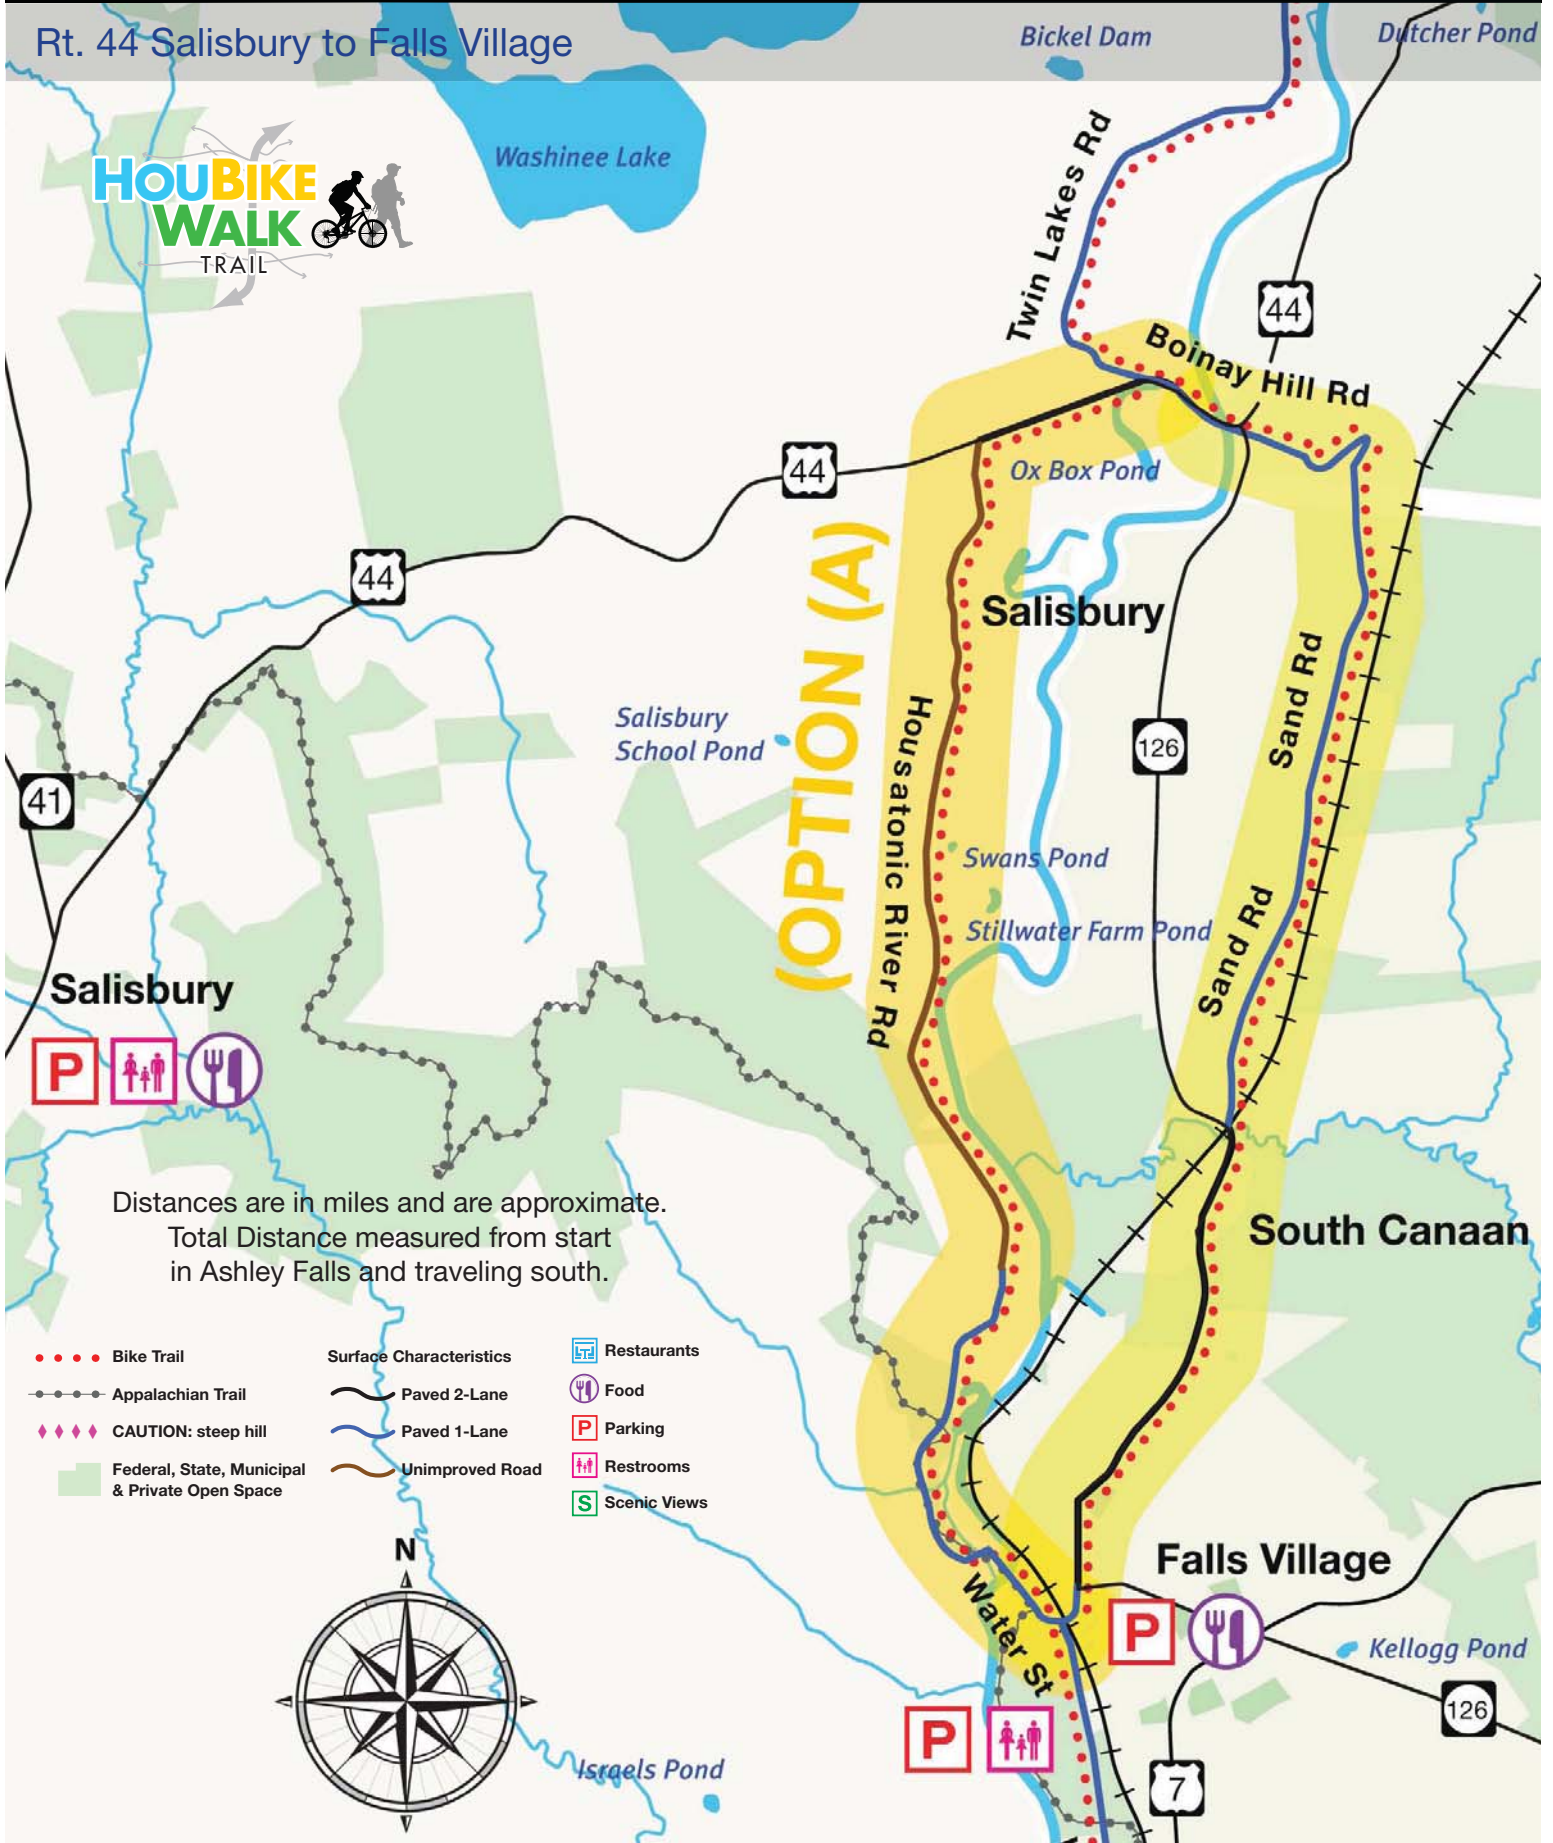 Rt. 44 Salisbury to Falls Village
Bickel Dam
Dutcher Pond
HOUBIKE
WALK
TRAIL
Washinee Lake
Twin Lakes Rd
44
Boinay Hill Rd
44
Ox Box Pond
44
Salisbury
(OPTION (A)
Housatonic River Rd
Sand Rd
Salisbury
School Pond
126
41
Swans Pond
Sand Rd
Stillwater Farm Pond
Salisbury
P
South Canaan
Distances are in miles and are approximate.
Total Distance measured from start
in Ashley Falls and traveling south.
Bike Trail
Appalachian Trail
CAUTION: steep hill
Federal, State, Municipal
& Private Open Space
Surface Characteristics
Paved 2-Lane
Paved 1-Lane
Unimproved Road
Restaurants
Food
P Parking
Restrooms
S Scenic Views
N
Falls Village
Water St
P
Kellogg Pond
126
P
7
Israels Pond